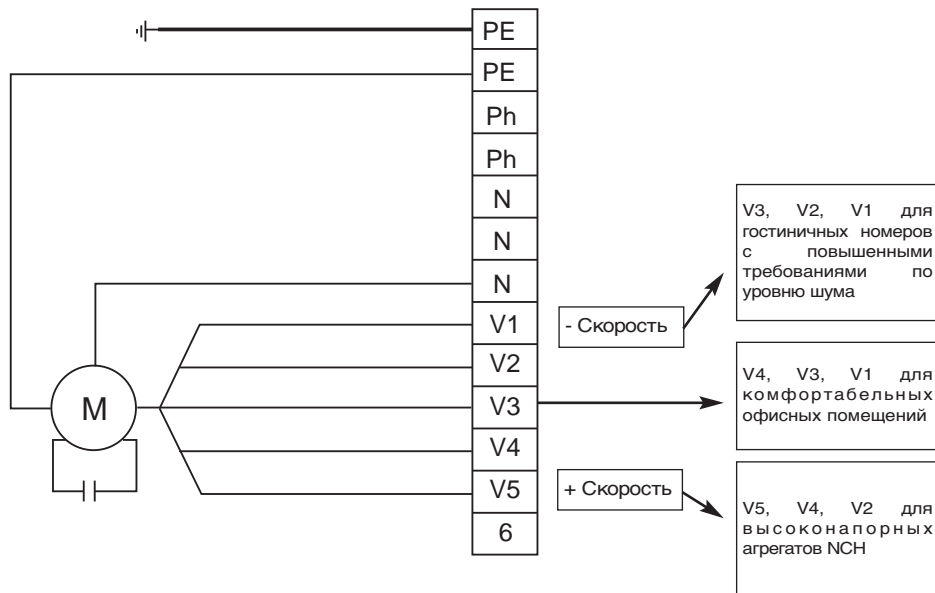 PE
PE
Ph
Ph
N
N
N
V1
V2
V3
V4
V5
6
M
- Скорость
+ Скорость
V3, V2, V1 для
гостиничных номеров
с повышенными
требованиями по
уровню шума
V4, V3, V1 для
комфортабельных
офисных помещений
V5, V4, V2 для
высоконапорных
агрегатов NCH